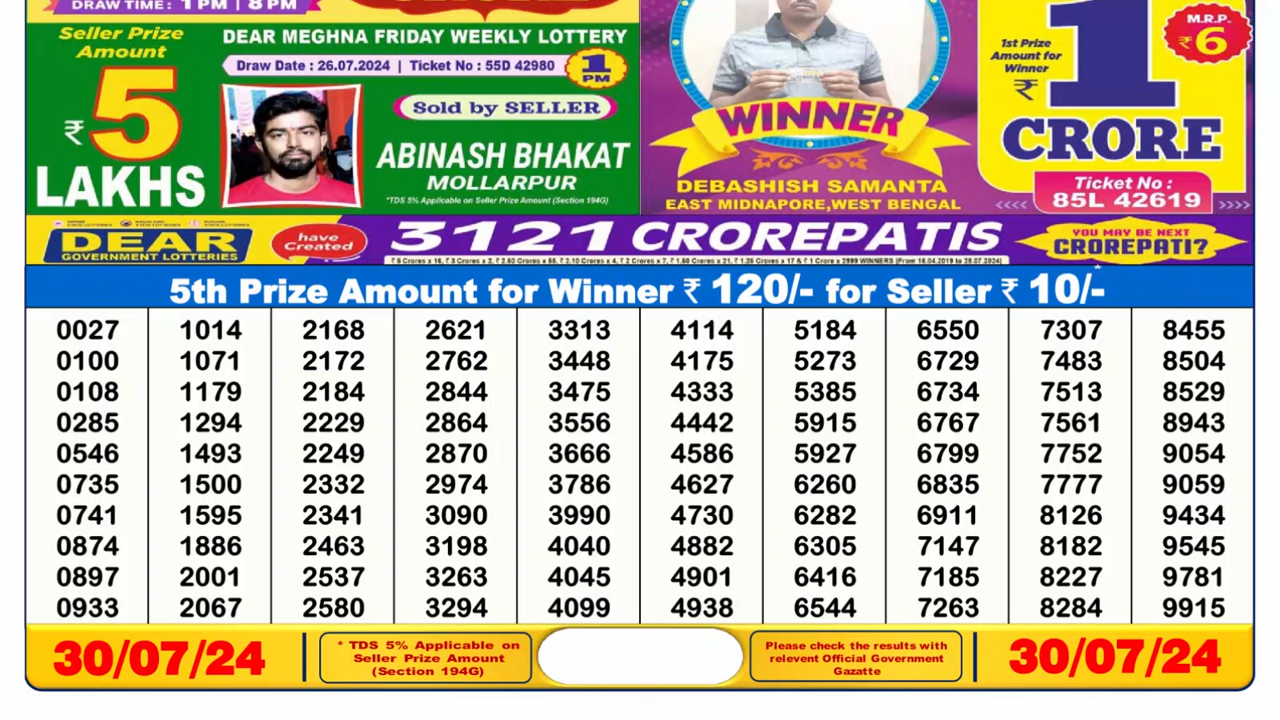 DRAW TIME: 1 PM | 8 PM
Seller Prize
Amount
₹ 5
LAKHS
DEAR MEGHNA FRIDAY WEEKLY LOTTERY
Draw Date : 26.07.2024 | Ticket No : 55D 42980
1
PM
Sold by SELLER
ABINASH BHAKAT
MOLLARPUR
*TDS 5% Applicable on Seller Prize Amount (Section 194G)
WINNER
DEBASHISH SAMANTA
EAST MIDNAPORE,WEST BENGAL
1st Prize
Amount for
Winner
₹
1
CRORE
M.R.P.
₹6
Ticket No :
85L 42619
DEAR
GOVERNMENT LOTTERIES
have
Created
3121 CROREPATIS
YOU MAY BE NEXT
CROREPATI?
5th Prize Amount for Winner ₹ 120/- for Seller ₹ 10/-*
0027 1014 2168 2621 3313 4114 5184 6550 7307 8455
0100 1071 2172 2762 3448 4175 5273 6729 7483 8504
0108 1179 2184 2844 3475 4333 5385 6734 7513 8529
0285 1294 2229 2864 3556 4442 5915 6767 7561 8943
0546 1493 2249 2870 3666 4586 5927 6799 7752 9054
0735 1500 2332 2974 3786 4627 6260 6835 7777 9059
0741 1595 2341 3090 3990 4730 6282 6911 8126 9434
0874 1886 2463 3198 4040 4882 6305 7147 8182 9545
0897 2001 2537 3263 4045 4901 6416 7185 8227 9781
0933 2067 2580 3294 4099 4938 6544 7263 8284 9915
30/07/24
* TDS 5% Applicable on
Seller Prize Amount
(Section 194G)
Please check the results with
relevent Official Government
Gazatte
30/07/24